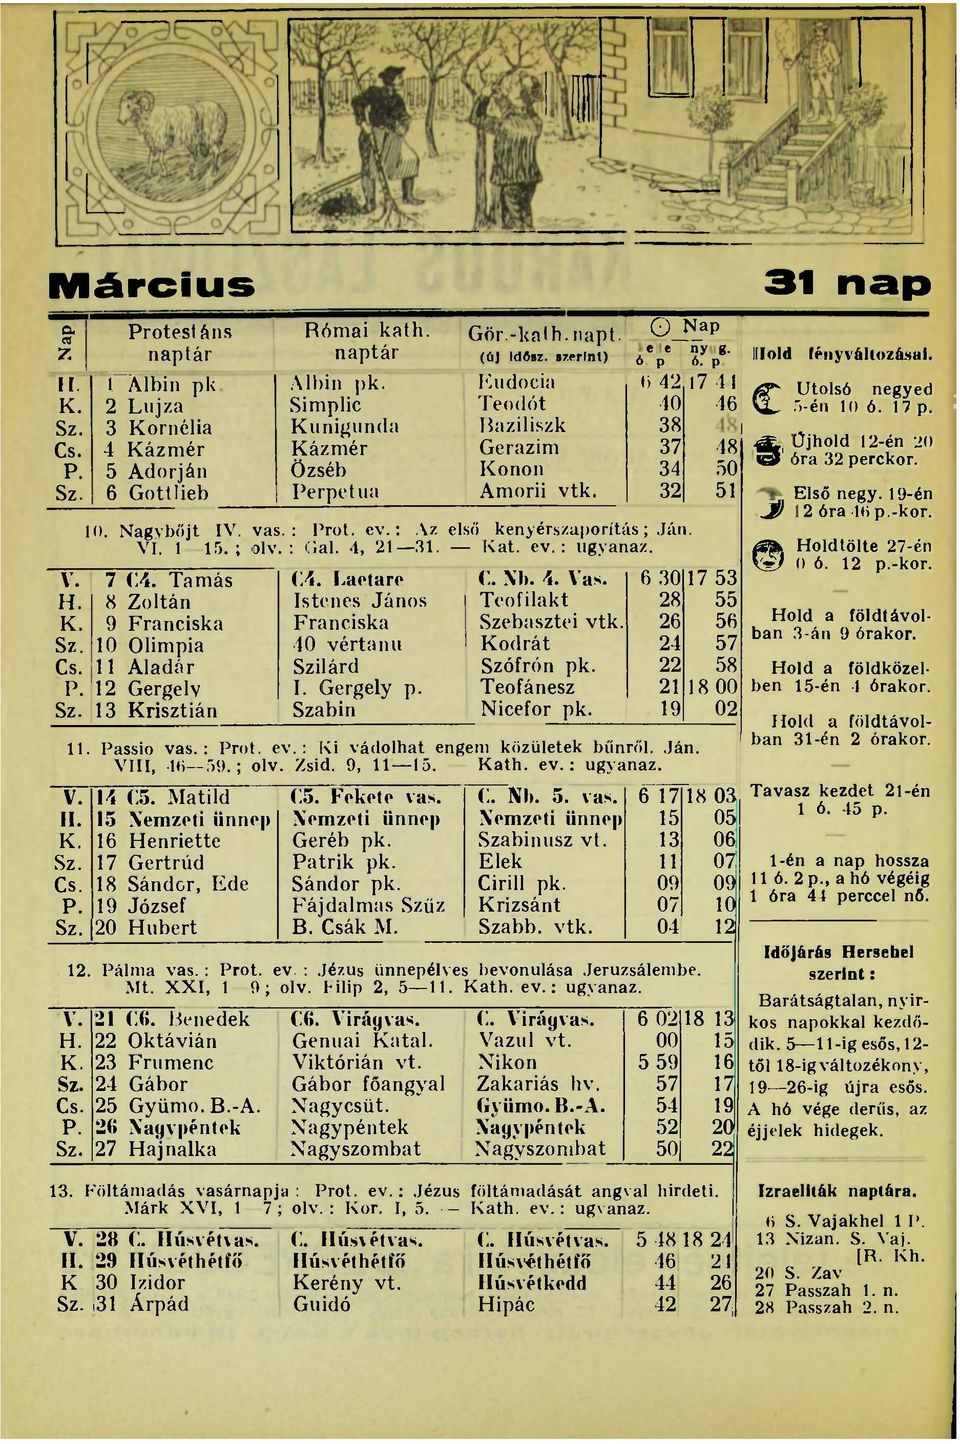 Március 31 nap
Nap Protestáns naptár Római kath. naptár Gör.-kath. napt. (új idősz. szerint) Nap
ó. p ny g. ó. p.
H. 1 Albin pk Albin pk. Eudocia 6 42 17 44
K. 2 Lujza Simplic Teodót 40 46
Sz. 3 Kornélia Kunigunda Baziliszk 38 48
Cs. 4 Kázmér Kázmér Gerazim 37 48
P. 5 Adorján Özséb Konon 34 50
Sz. 6 Gottlieb Perpetua Amorii vtk. 32 51
10. Nagybőjt IV. vas. : Prot. ev. : Az első kenyérszaporítás; Ján.
VI. 1 15. ; olv. : Gal. 4, 21—31. — Kat. ev. : ugyanaz.
V. 7 C4. Tamás C4. Laetare C. Nb. 4. Vas. 6 30 17 53
H. 8 Zoltán Istenes János Teofilakt 28 55
K. 9 Franciska Franciska Szebasztei vtk. 26 56
Sz. 10 Olimpia 40 vértanu Kodrát 24 57
Cs. 11 Aladár Szilárd Szófrón pk. 22 58
P. 12 Gergely I. Gergely p. Teofánesz 21 18 00
Sz. 13 Krisztián Szabin Nicefor pk. 19 02
11. Passio vas. : Prot. ev. : Ki vádolhat engem közületek bűnről. Ján.
VIII, 46—59. ; olv. Zsid. 9, 11—15. Kath. ev. : ugyanaz.
V. 14 C5. Matild C5. Fekete vas. C. Nb. 5. vas. 6 17 18 03
H. 15 Nemzeti ünnep Nemzeti ünnep Nemzeti ünnep 15 05
K. 16 Henriette Geréb pk. Szabinusz vt. 13 06
Sz. 17 Gertrúd Patrik pk. Elek 11 07
Cs. 18 Sándor, Ede Sándor pk. Cirill pk. 09 09
P. 19 József Fájdalmas Szűz Krizsánt 07 10
Sz. 20 Hubert B. Csák M. Szabb. vtk. 04 12
12. Pálma vas. : Prot. ev. : Jézus ünnepélyes bevonulása Jeruzsálembe.
Mt. XXI, 1 9 ; olv. Filip 2, 5—11. Kath. ev. : ugyanaz.
V. 21 C6. Benedek C6. Virágvas. C. Virágvas. 6 02 18 13
H. 22 Oktávián Genuai Katal. Vazul vt. 00 15
K. 23 Frumenc Viktórián vt. Nikon 5 59 16
Sz. 24 Gábor Gábor főangyal Zakariás hv. 57 17
Cs. 25 Gyümo. B.-A. Nagycsüt. Gyümo. B.-A. 54 19
P. 26 Nagypéntek Nagypéntek Nagypéntek 52 20
Sz. 27 Hajnalka Nagyszombat Nagyszombat 50 22
13. Föltámadás vasárnapja : Prot. ev. : Jézus föltámadását angyal hirdeti.
Márk XVI, 1 7 ; olv. : Kor. I, 5. — Kath. ev. : ugyanaz.
V. 28 C. Húsvétvas. C. Húsvétvas. C. Húsvétvas. 5 48 18 24
H. 29 Húsvéthétfő Húsvéthétfő Húsvéthétfő 46 24
K 30 Izidor Kerény vt. Húsvétkedd 44 26
Sz. 31 Árpád Guidó Hipác 42 27
Hold fényváltozásai.
Utolsó negyed
5-én 10 ó. 17 p.
Újhold 12-én 20
óra 32 perckor.
Első negy. 19-én
12 óra 46 p.-kor.
Holdtölte 27-én
0 ó. 12 p.-kor.
Hold a földtávol-
ban 3-án 9 órakor.
Hold a földközel-
ben 15-én 4 órakor.
Hold a földtávol-
ban 31-én 2 órakor.
Tavasz kezdet 21-én
1 ó. 45 p.
1-én a nap hossza
11 ó. 2 p., a hó végéig
1 óra 44 perccel nő.
Időjárás Herschel
szerint :
Barátságtalan, nyir-
kos napokkal kezdő-
dik. 5—11-ig esős, 12-
től 18-ig változékony,
19—26-ig újra esős.
A hó vége derűs, az
éjjelek hidegek.
Izraeliták naptára.
6 S. Vajakhel 1 P.
13 Nizan. S. Vaj.
[R. Kh.
20 S. Zav
27 Passzah 1. n.
28 Passzah 2. n.